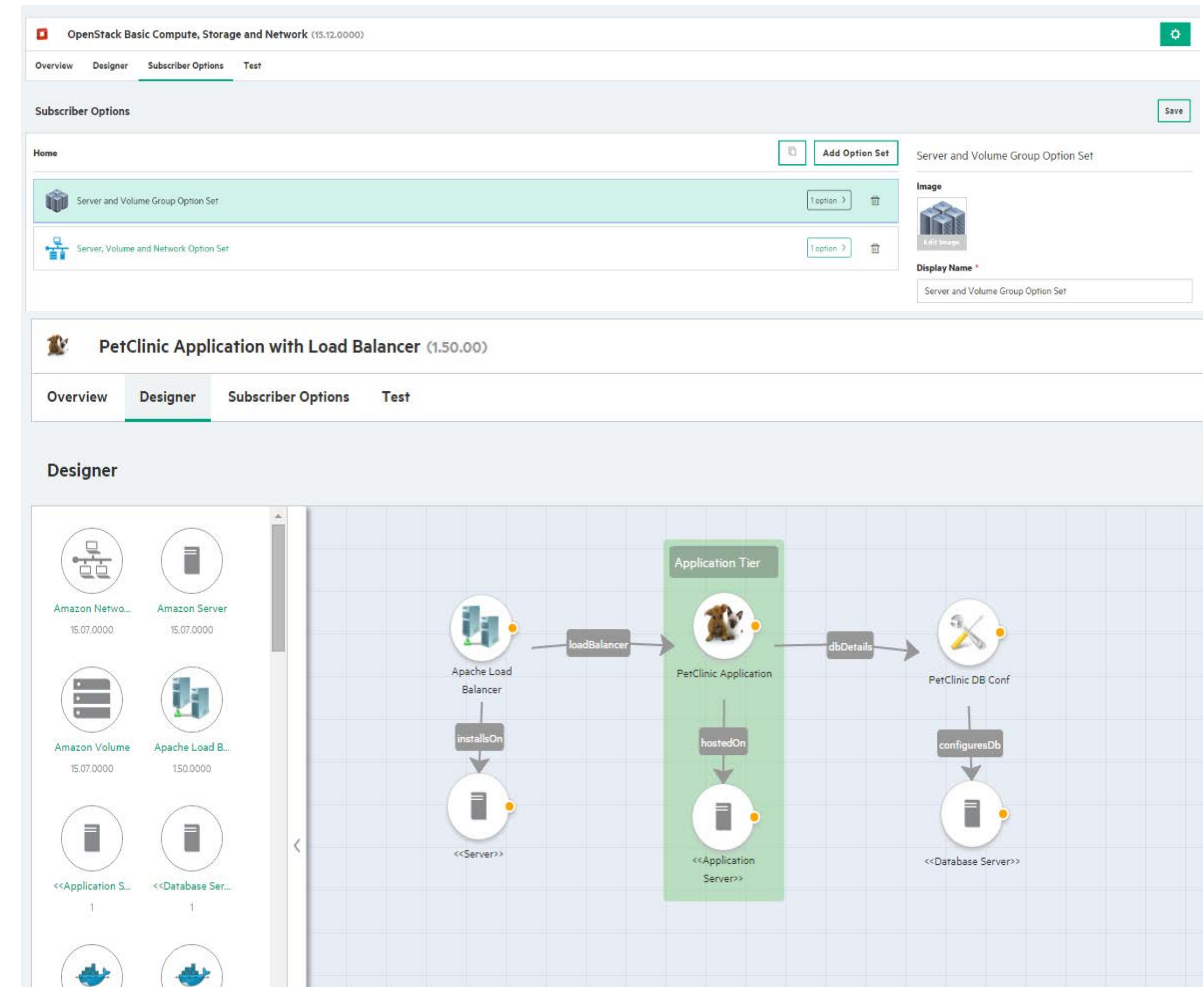 OpenStack Basic Compute, Storage and Network (15.12.0000)
Overview Designer Subscriber Options Test
Subscriber Options Save
Home Add Option Set
Server and Volume Group Option Set 1 option >
Server, Volume and Network Option Set 1 option >
Server and Volume Group Option Set
Image
Edit Image
Display Name *
Server and Volume Group Option Set
PetClinic Application with Load Balancer (1.50.00)
Overview Designer Subscriber Options Test
Designer
Amazon Netwo... Amazon Server
15.07.0000 15.07.0000
Amazon Volume Apache Load B...
15.07.0000 1.50.0000
<<Application S... <<Database Ser...
1 1
Application Tier
loadBalancer
dbDetails
Apache Load
Balancer
PetClinic Application
PetClinic DB Conf
installsOn
hostedOn
configuresDb
<<Server>>
<<Application
Server>>
<<Database Server>>